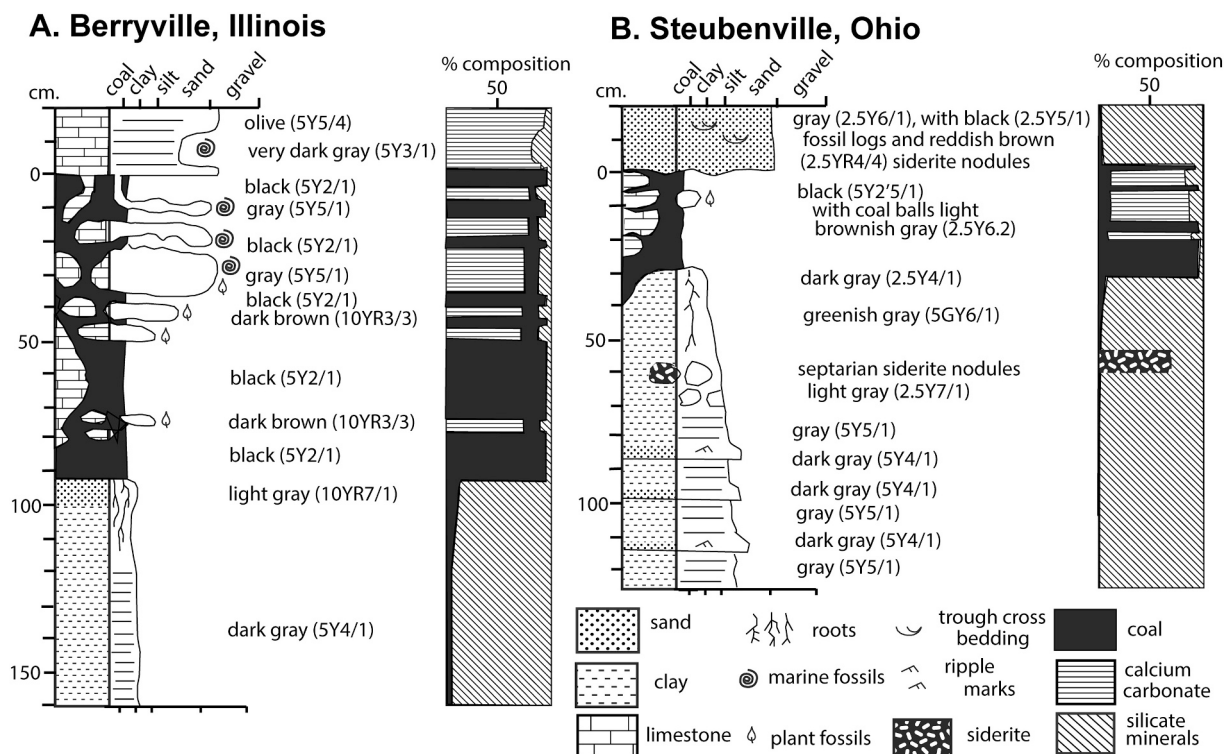 A. Berryville, Illinois
cm.
coal
clay
silt
sand
gravel
% composition
50
olive (5Y5/4)
very dark gray (5Y3/1)
0
black (5Y2/1)
gray (5Y5/1)
black (5Y2/1)
gray (5Y5/1)
black (5Y2/1)
dark brown (10YR3/3)
50
black (5Y2/1)
dark brown (10YR3/3)
black (5Y2/1)
light gray (10YR7/1)
100
dark gray (5Y4/1)
150
B. Steubenville, Ohio
cm.
coal
clay
silt
sand
gravel
% composition
50
gray (2.5Y6/1), with black (2.5Y5/1)
fossil logs and reddish brown
(2.5YR4/4) siderite nodules
0
black (5Y2'5/1)
with coal balls light
brownish gray (2.5Y6.2)
dark gray (2.5Y4/1)
greenish gray (5GY6/1)
50
septarian siderite nodules
light gray (2.5Y7/1)
gray (5Y5/1)
dark gray (5Y4/1)
dark gray (5Y4/1)
100
gray (5Y5/1)
dark gray (5Y4/1)
gray (5Y5/1)
sand
roots
trough cross
bedding
coal
clay
marine fossils
ripple
marks
calcium
carbonate
limestone
plant fossils
siderite
silicate
minerals